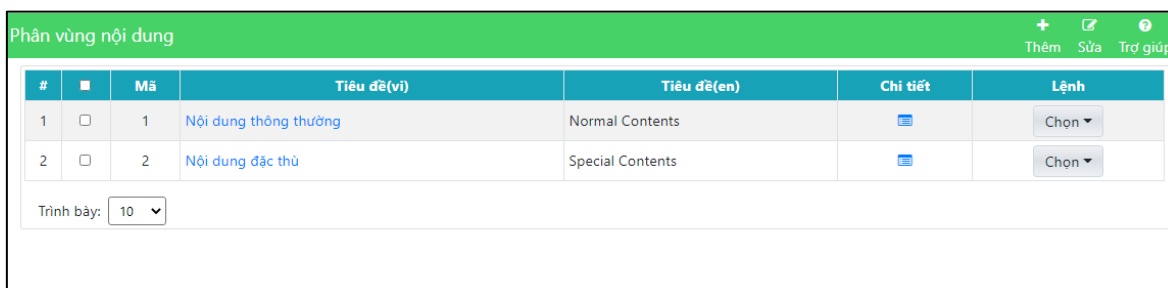 Phân vùng nội dung
Thêm Sửa Trợ giúp
# Mã Tiêu đề(vi) Tiêu đề(en) Chi tiết Lệnh
1 1 Nội dung thông thường Normal Contents Chọn
2 2 Nội dung đặc thù Special Contents Chọn
Trình bày: 10